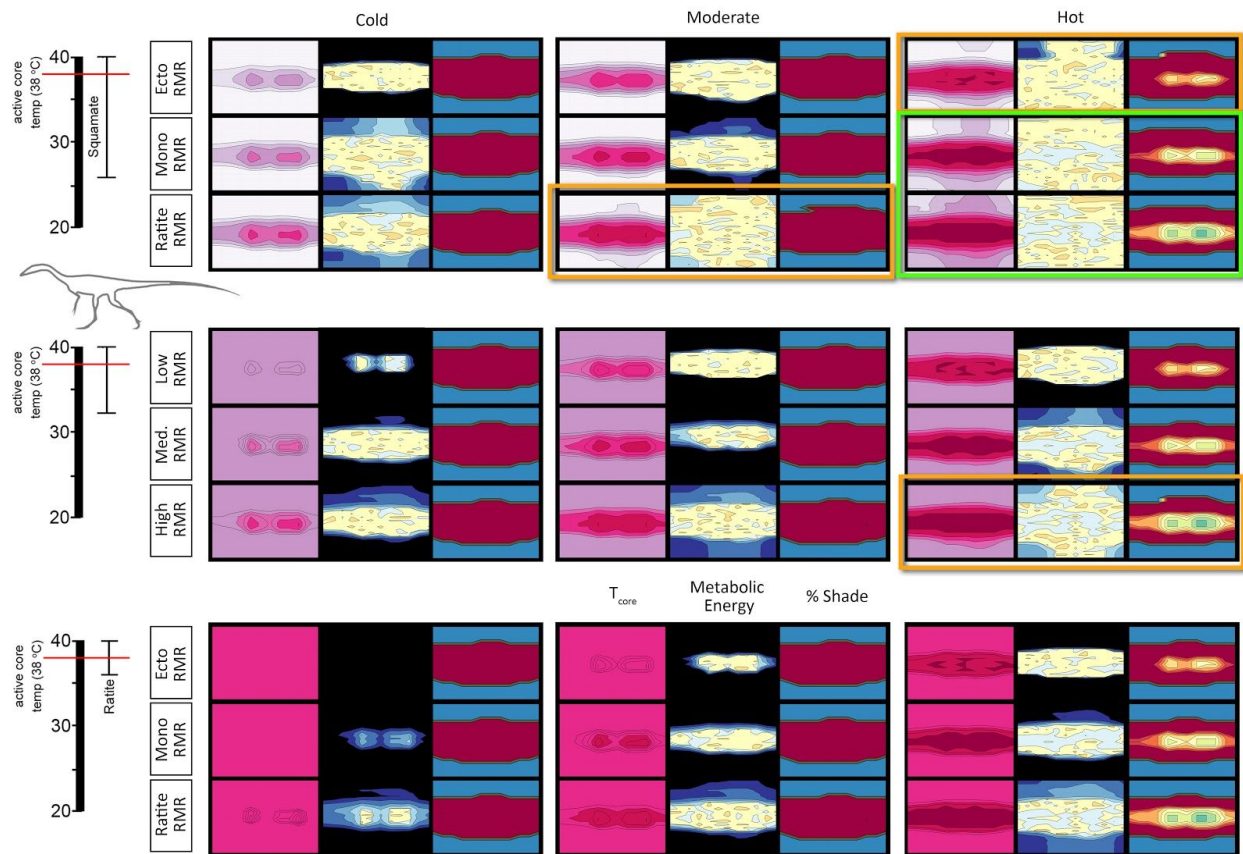 Cold
Moderate
Hot
active core
temp (38 °C)
40
30
20
Squamate
Ecto
RMR
Mono
RMR
Ratite
RMR
active core
temp (38 °C)
40
30
20
Low
RMR
Med.
RMR
High
RMR
Tcore
Metabolic
Energy
% Shade
active core
temp (38 °C)
40
30
20
Ratite
Ecto
RMR
Mono
RMR
Ratite
RMR